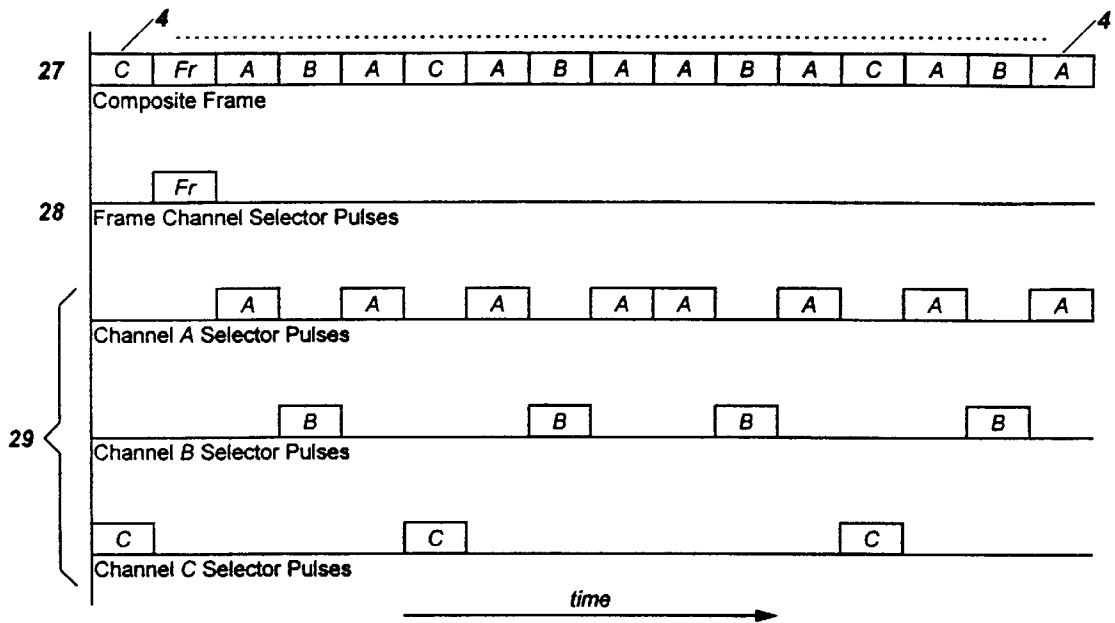 4 4
27 C Fr A B A C A B A A B A C A B A
Composite Frame
Fr
28
Frame Channel Selector Pulses
A A A A A A A A
Channel A Selector Pulses
B B B B
29
Channel B Selector Pulses
C C C
Channel C Selector Pulses
time